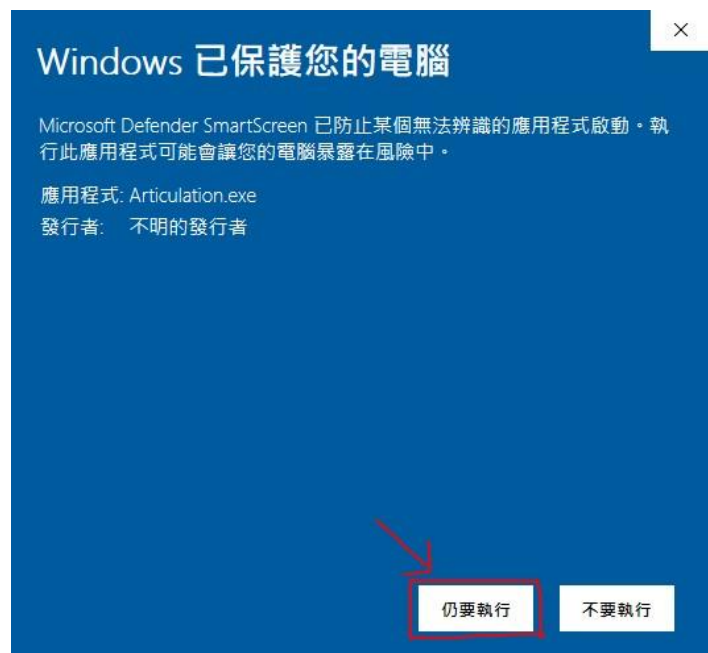 Windows 已保護您的電腦
Microsoft Defender SmartScreen 已防止某個無法辨識的應用程式啟動。執
行此應用程式可能會讓您的電腦暴露在風險中。
應用程式: Articulation.exe
發行者: 不明的發行者
仍要執行 不要執行